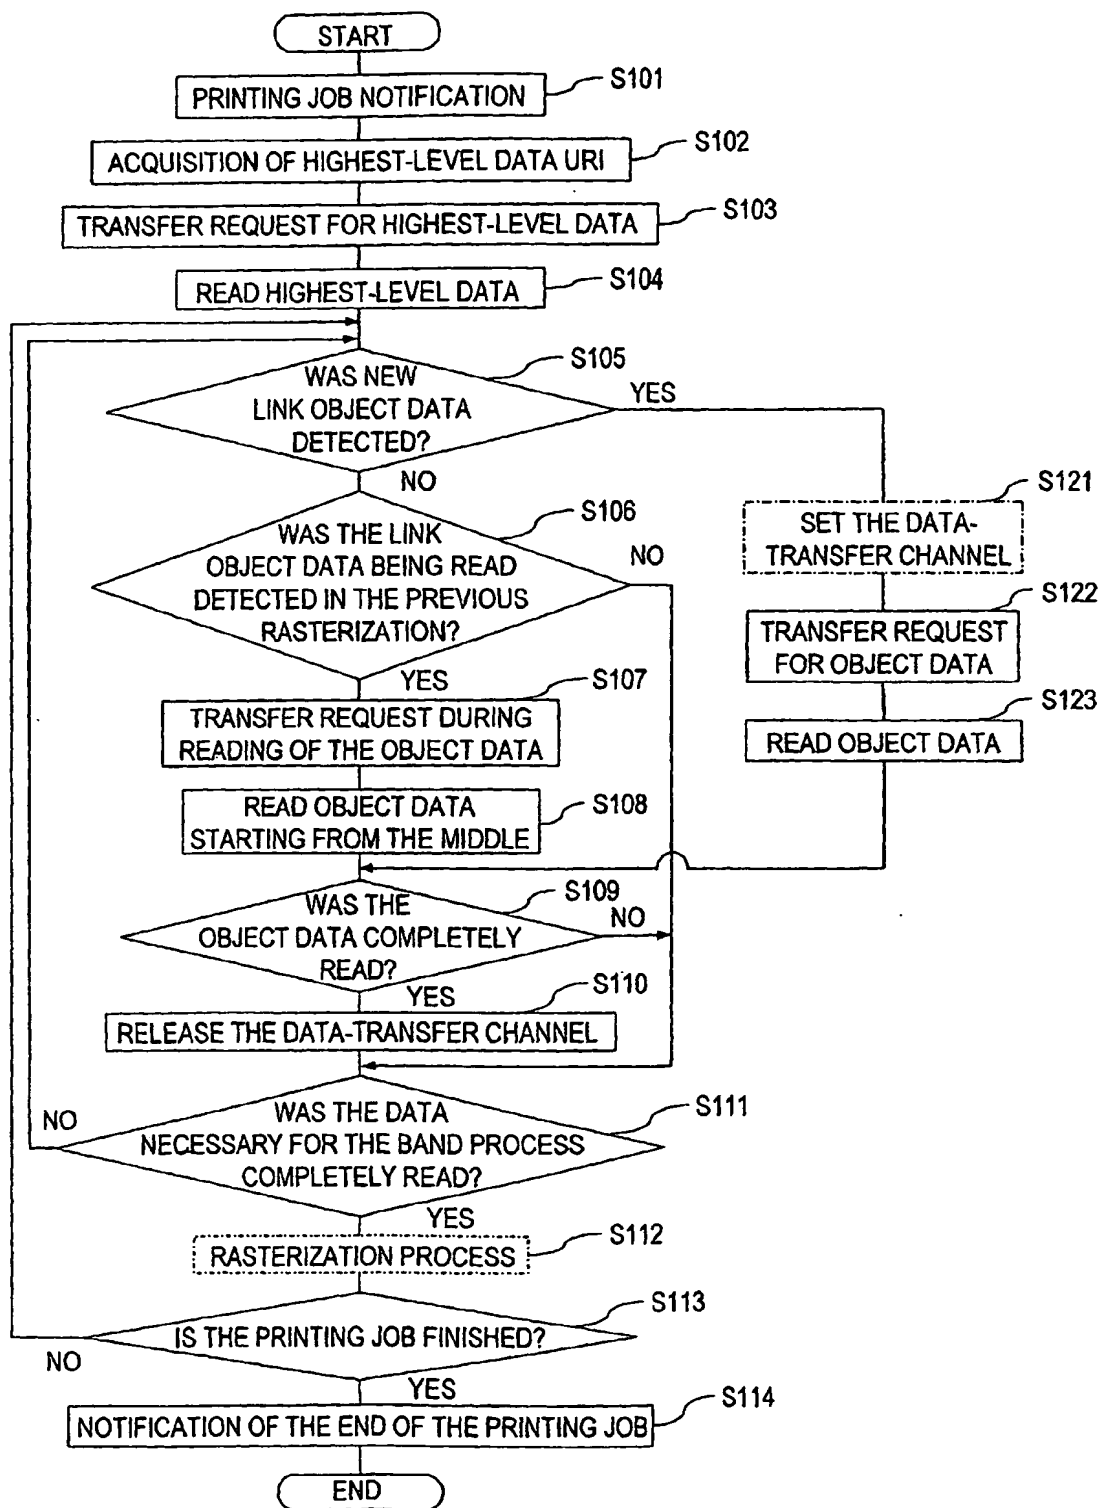 START
S101
PRINTING JOB NOTIFICATION
S102
ACQUISITION OF HIGHEST-LEVEL DATA URI
S103
TRANSFER REQUEST FOR HIGHEST-LEVEL DATA
S104
READ HIGHEST-LEVEL DATA
S105
WAS NEW
LINK OBJECT DATA
DETECTED?
YES
NO
S106
WAS THE LINK
OBJECT DATA BEING READ
DETECTED IN THE PREVIOUS
RASTERIZATION?
NO
YES
S121
SET THE DATA-
TRANSFER CHANNEL
S122
TRANSFER REQUEST
FOR OBJECT DATA
S123
READ OBJECT DATA
S107
TRANSFER REQUEST DURING
READING OF THE OBJECT DATA
S108
READ OBJECT DATA
STARTING FROM THE MIDDLE
S109
WAS THE
OBJECT DATA COMPLETELY
READ?
NO
YES
S110
RELEASE THE DATA-TRANSFER CHANNEL
S111
WAS THE DATA
NECESSARY FOR THE BAND PROCESS
COMPLETELY READ?
NO
YES
S112
RASTERIZATION PROCESS
S113
IS THE PRINTING JOB FINISHED?
NO
YES
S114
NOTIFICATION OF THE END OF THE PRINTING JOB
END